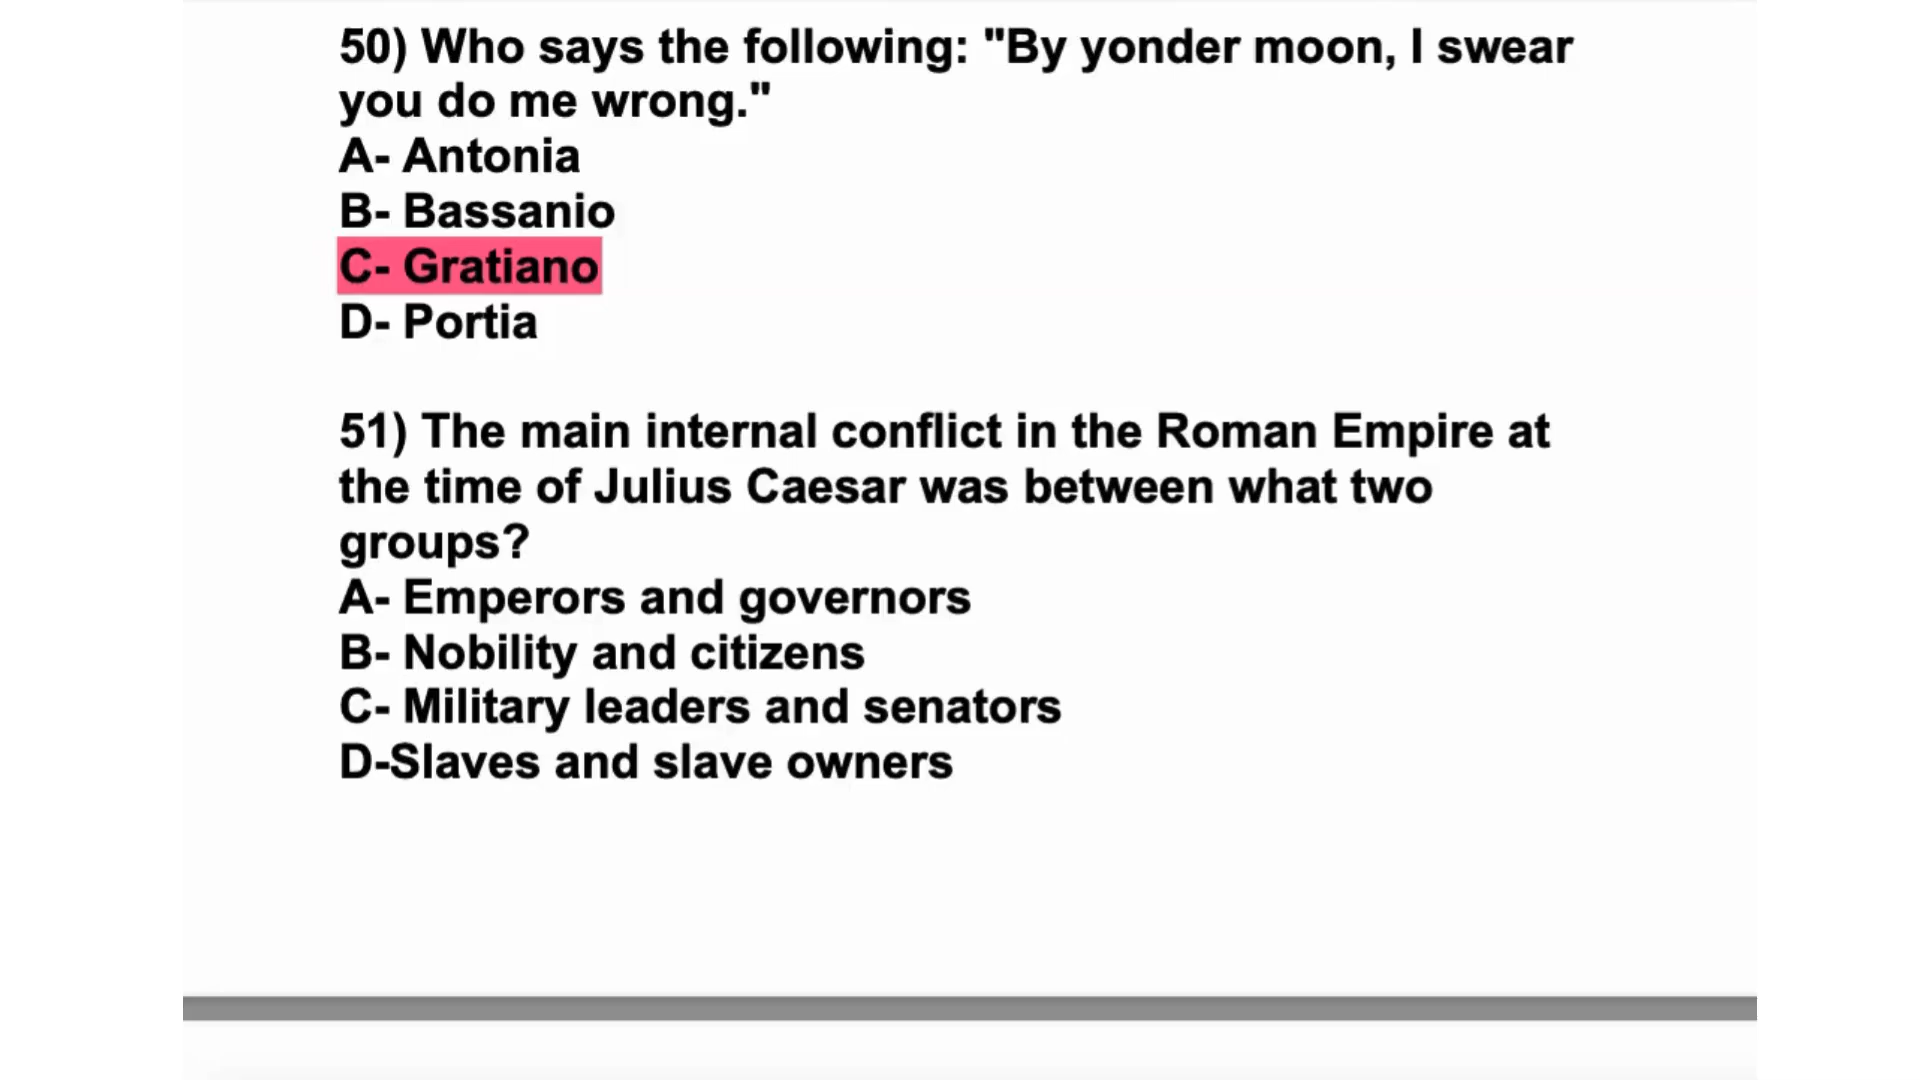 50) Who says the following: "By yonder moon, I swear
you do me wrong."
A- Antonia
B- Bassanio
C- Gratiano
D- Portia
51) The main internal conflict in the Roman Empire at
the time of Julius Caesar was between what two
groups?
A- Emperors and governors
B- Nobility and citizens
C- Military leaders and senators
D-Slaves and slave owners